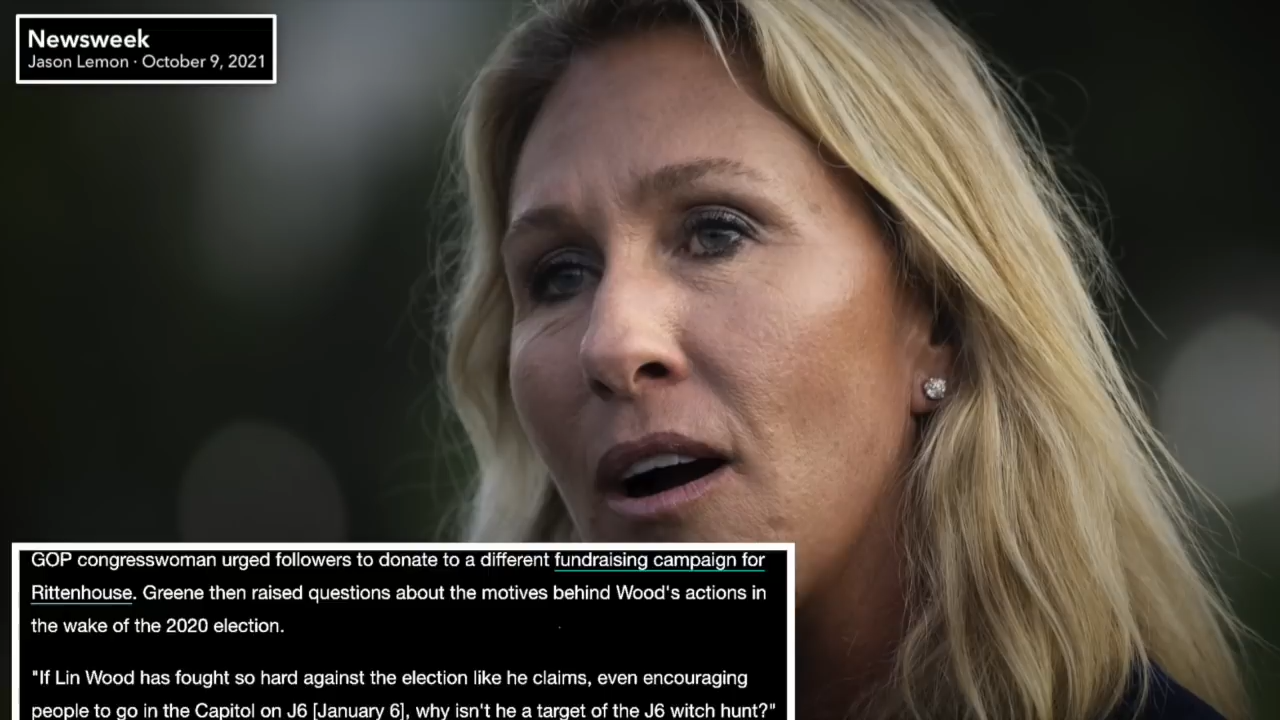 Newsweek
Jason Lemon · October 9, 2021
GOP congresswoman urged followers to donate to a different fundraising campaign for
Rittenhouse. Greene then raised questions about the motives behind Wood's actions in
the wake of the 2020 election.
"If Lin Wood has fought so hard against the election like he claims, even encouraging
people to go in the Capitol on J6 [January 6], why isn't he a target of the J6 witch hunt?"